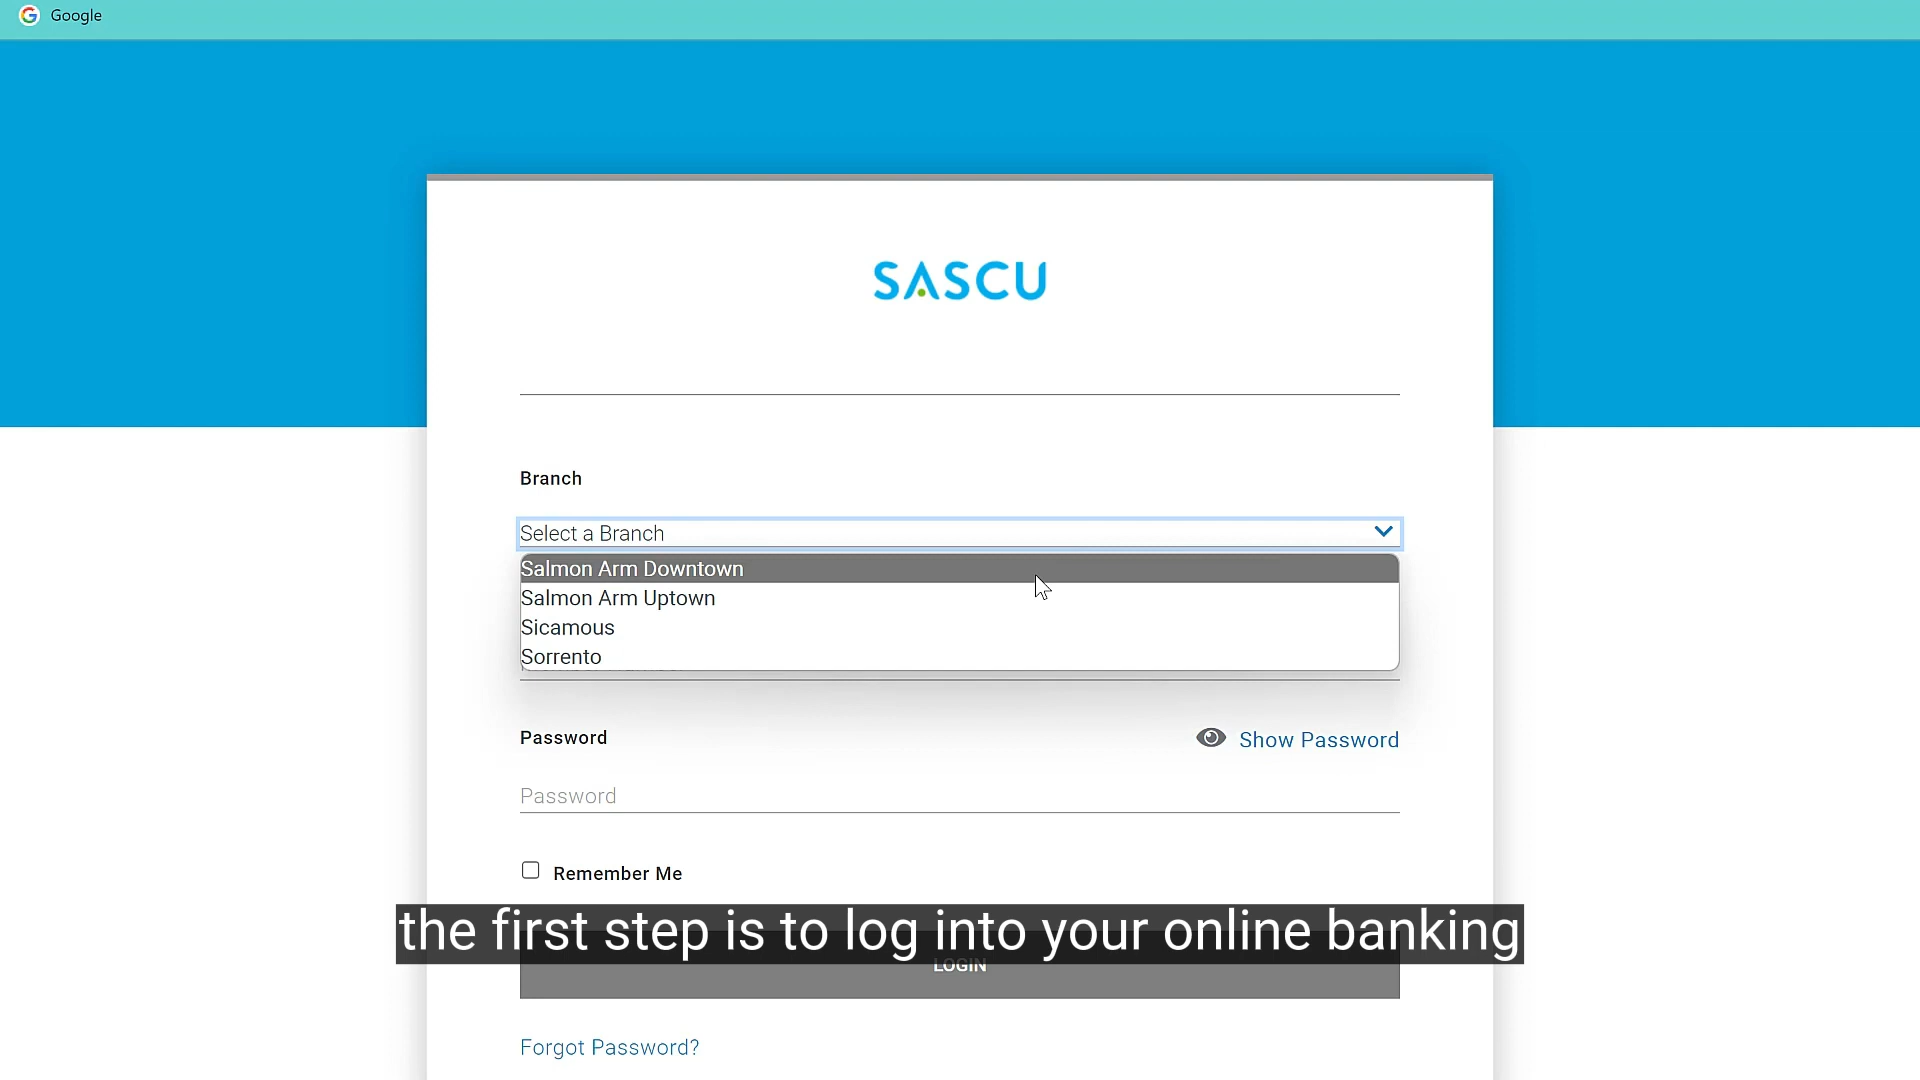 Google
SASCU
Branch
Select a Branch
Salmon Arm Downtown
Salmon Arm Uptown
Sicamous
Sorrento
Password
Show Password
Password
Remember Me
the first step is to log into your online banking
LOGIN
Forgot Password?